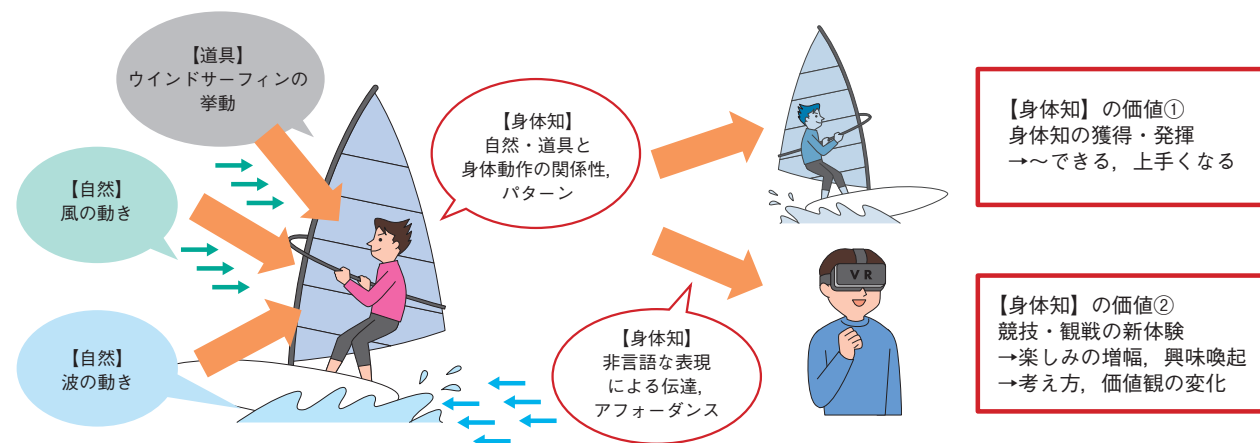 【道具】
ウインドサーフィンの
挙動
【自然】
風の動き
【自然】
波の動き
【身体知】
自然・道具と
身体動作の関係性，
パターン
【身体知】
非言語な表現
による伝達，
アフォーダンス
VR
【身体知】の価値①
身体知の獲得・発揮
→～できる，上手くなる
【身体知】の価値②
競技・観戦の新体験
→楽しみの増幅，興味喚起
→考え方，価値観の変化